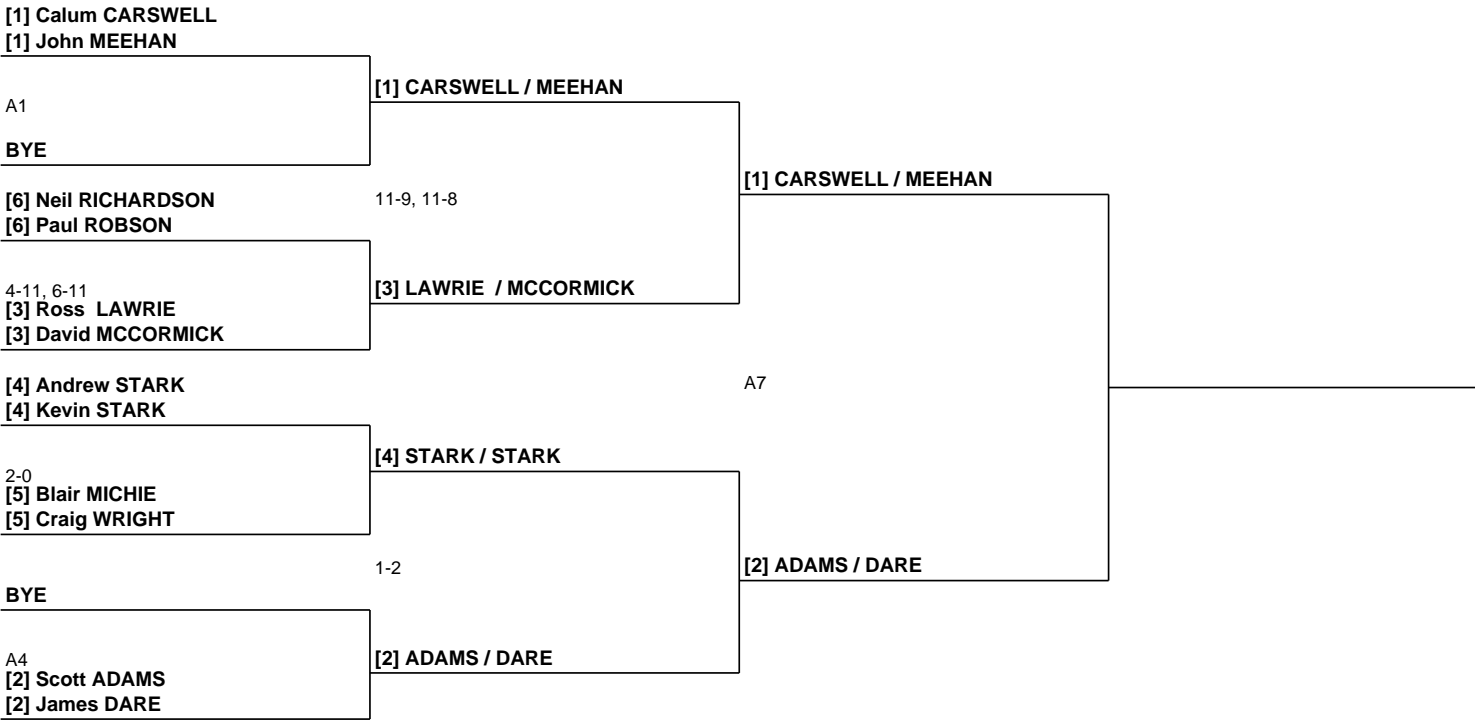 [1] Calum CARSWELL
[1] John MEEHAN
[1] CARSWELL / MEEHAN
A1
BYE
[1] CARSWELL / MEEHAN
[6] Neil RICHARDSON
11-9, 11-8
[6] Paul ROBSON
4-11, 6-11
[3] LAWRIE / MCCORMICK
[3] Ross LAWRIE
[3] David MCCORMICK
[4] Andrew STARK
A7
[4] Kevin STARK
[4] STARK / STARK
2-0
[5] Blair MICHIE
[5] Craig WRIGHT
1-2
[2] ADAMS / DARE
BYE
A4
[2] ADAMS / DARE
[2] Scott ADAMS
[2] James DARE